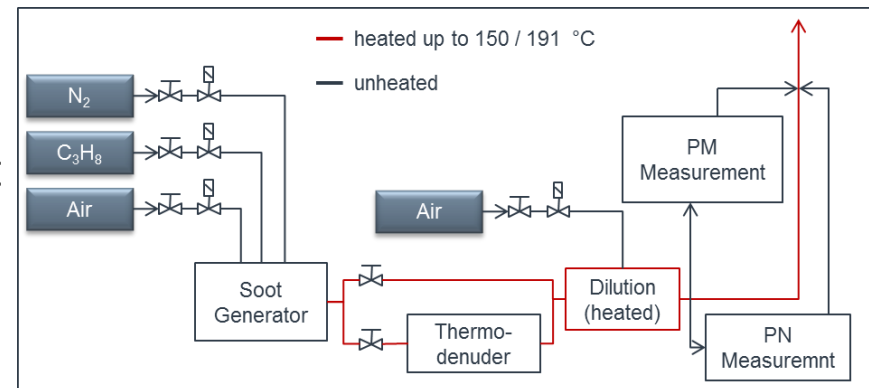 heated up to 150 / 191 °C
unheated
N₂
C₃H₈
Air
Air
PM
Measurement
Soot
Generator
Thermo-
denuder
Dilution
(heated)
PN
Measuremnt